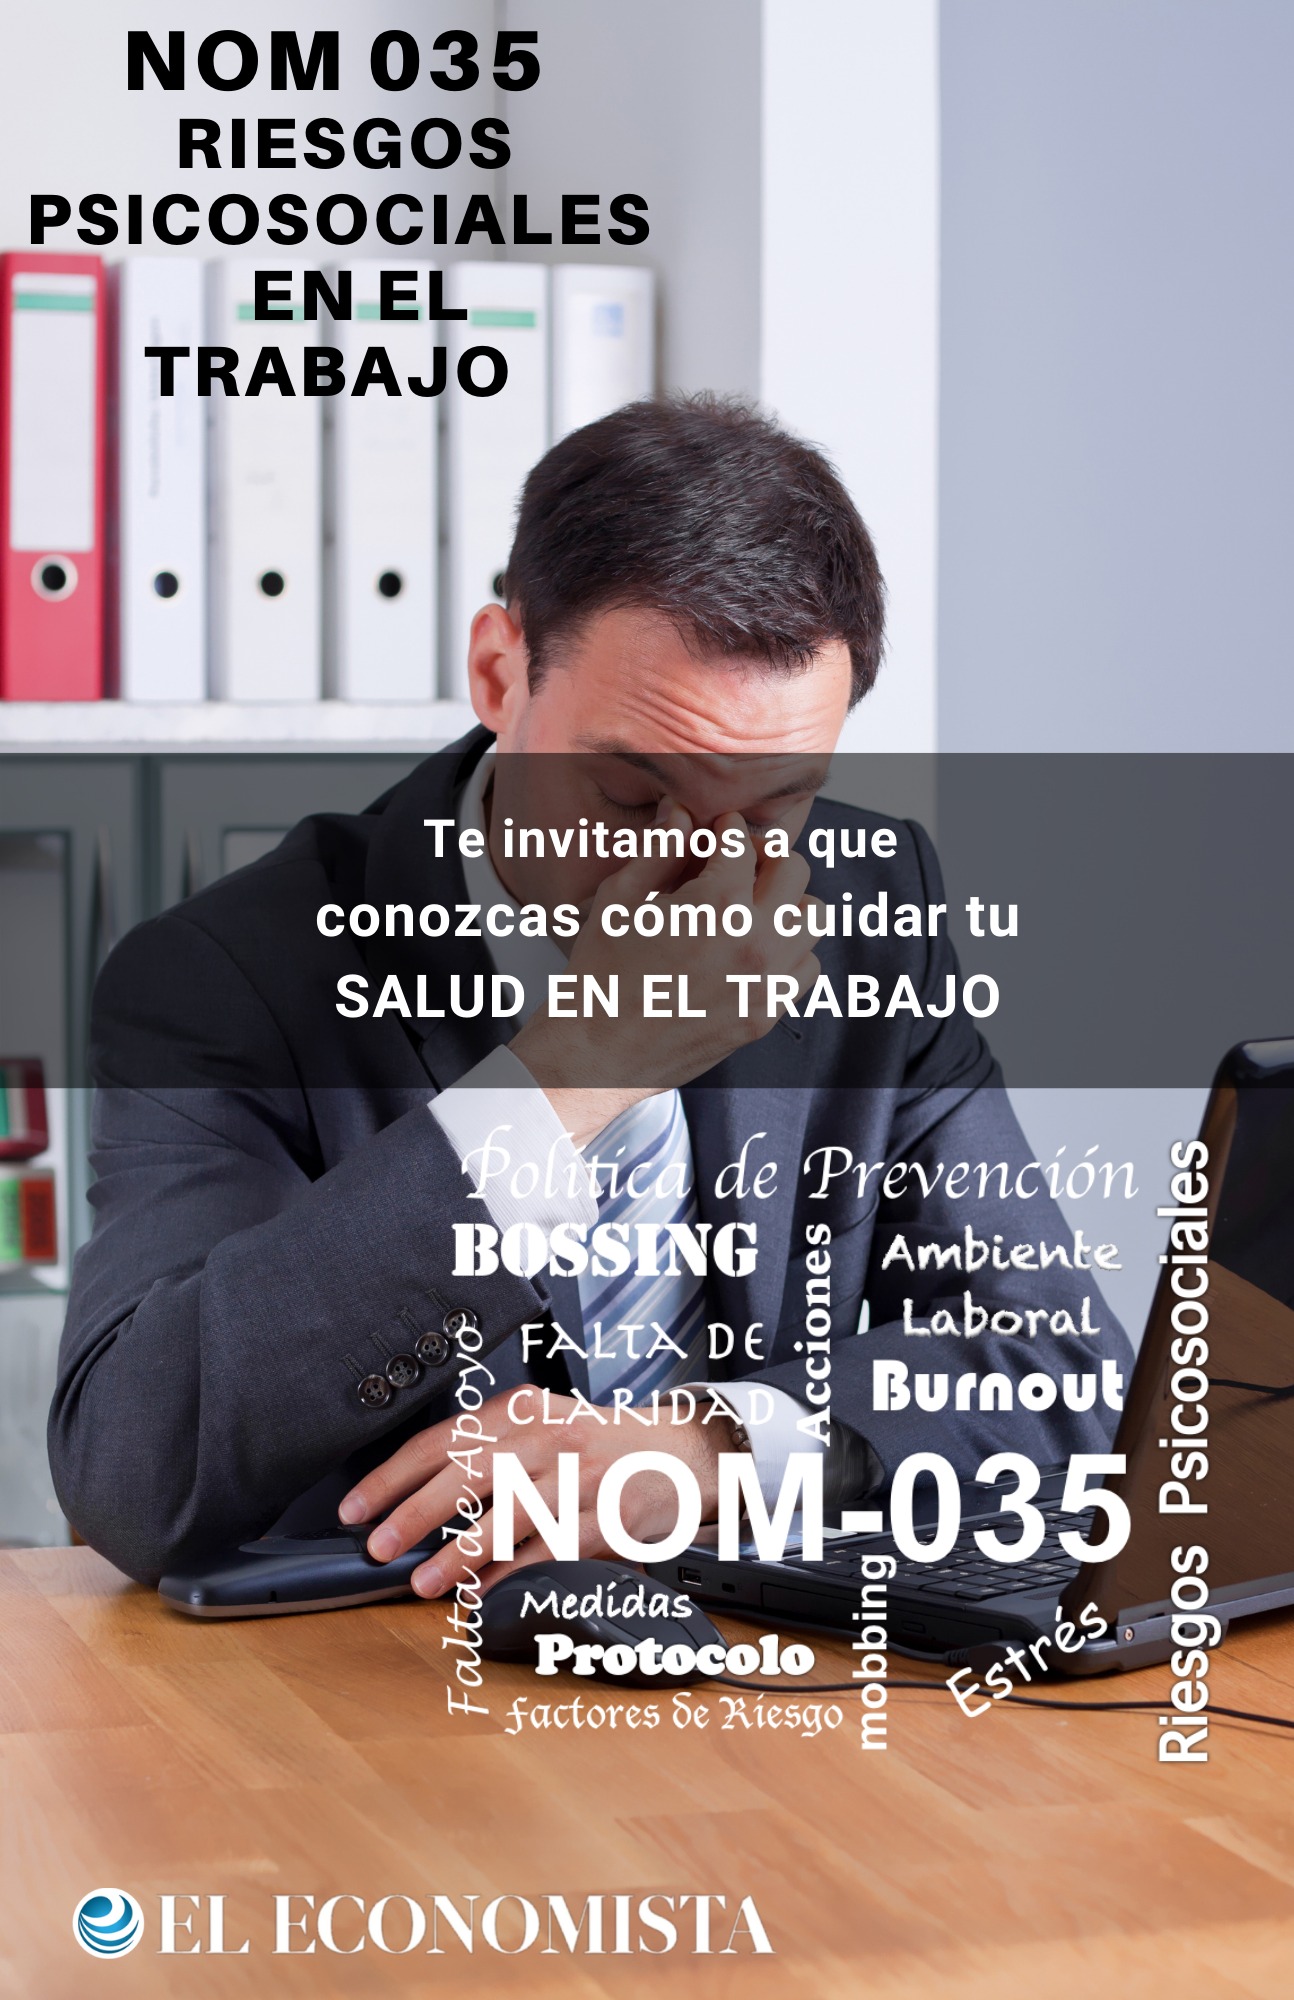 NOM 035
RIESGOS
PSICOSOCIALES
EN EL
TRABAJO
Te invitamos a que
conozcas cómo cuidar tu
SALUD EN EL TRABAJO
Política de Prevención
BOSSING
Acciones
Ambiente
Laboral
FALTA DE
CLARIDAD
Burnout
Falta de Apoyo
NOM-035
Riesgos Psicosociales
Medidas
Protocolo
Factores de Riesgo
mobbing
Estrés
EL ECONOMISTA